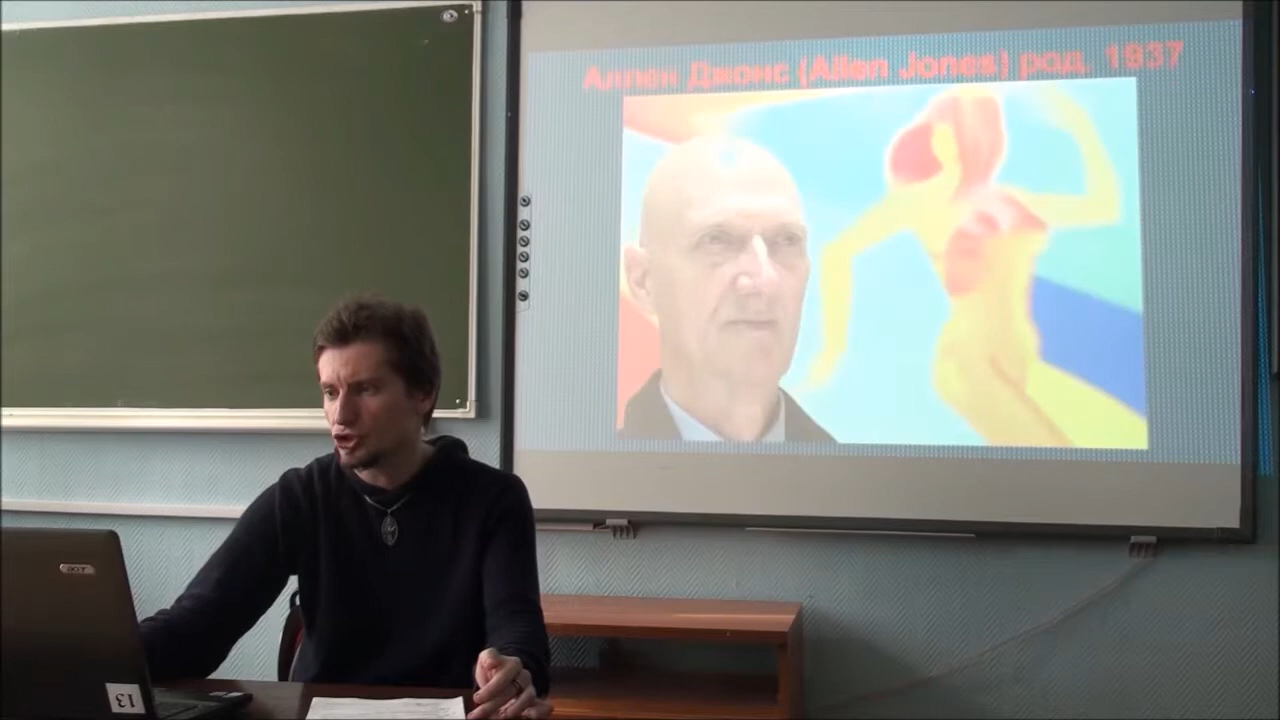 Аллен Джонс (Allen Jones) род. 1937
acer
13